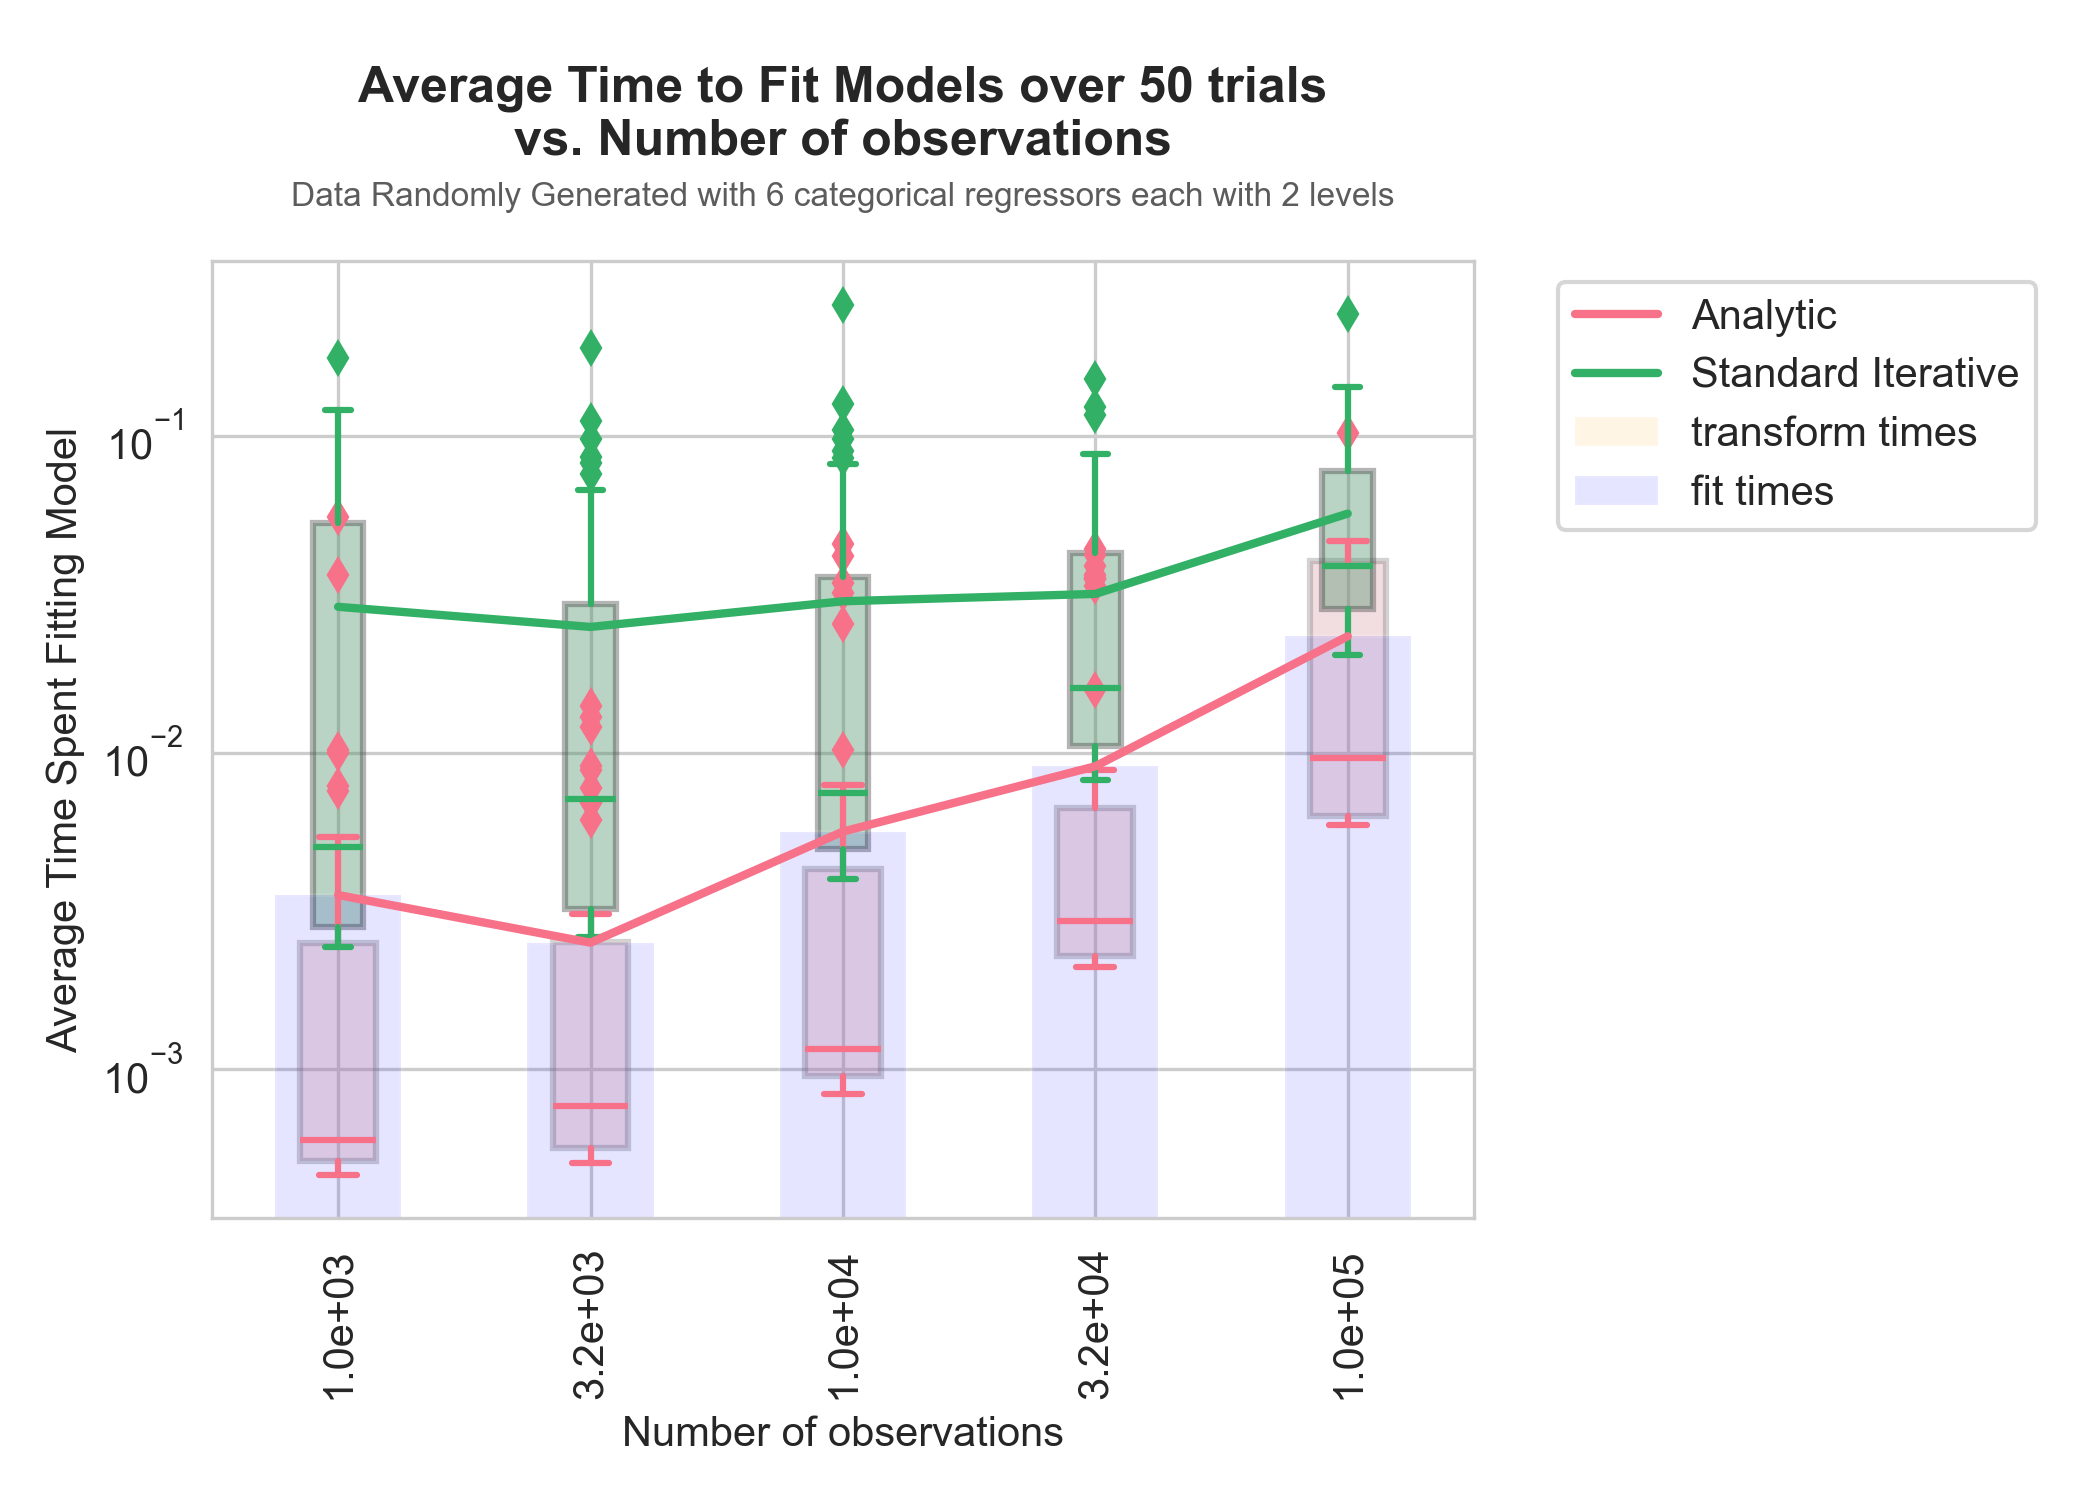 Average Time to Fit Models over 50 trials
vs. Number of observations
Data Randomly Generated with 6 categorical regressors each with 2 levels
Average Time Spent Fitting Model
10⁻¹
10⁻²
10⁻³
1.0e+03
3.2e+03
1.0e+04
3.2e+04
1.0e+05
Number of observations
Analytic
Standard Iterative
transform times
fit times